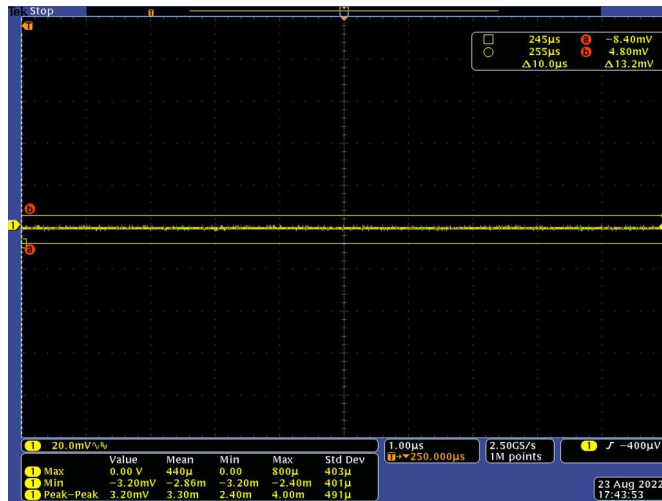 Tek Stop
T
245μs a −8.40mV
255μs b 4.80mV
Δ10.0μs Δ13.2mV
b
1
a
1 20.0mV
1.00μs
T→▼250.000μs
2.50GS/s
1M points
1 −400μV
Value Mean Min Max Std Dev
1 Max 0.00 V 440μ 0.00 800μ 403μ
1 Min −3.20mV −2.86m −3.20m −2.40m 401μ
1 Peak-Peak 3.20mV 3.30m 2.40m 4.00m 491μ
23 Aug 2022
17:43:53